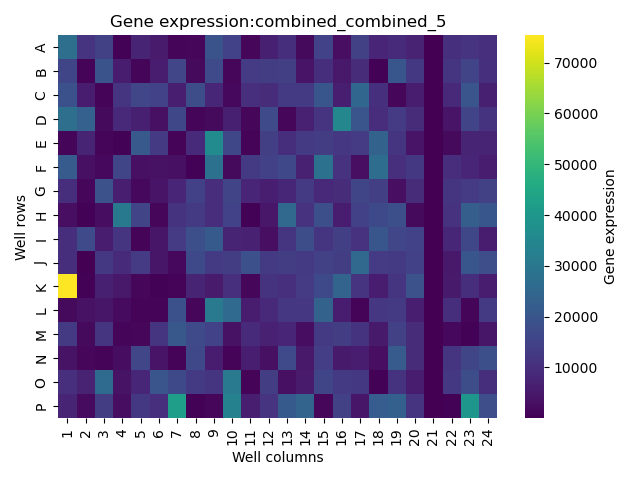 Gene expression:combined_combined_5
Well rows
A
B
C
D
E
F
G
H
I
J
K
L
M
N
O
P
1 2 3 4 5 6 7 8 9 10 11 12 13 14 15 16 17 18 19 20 21 22 23 24
Well columns
70000
60000
50000
40000
30000
20000
10000
Gene expression